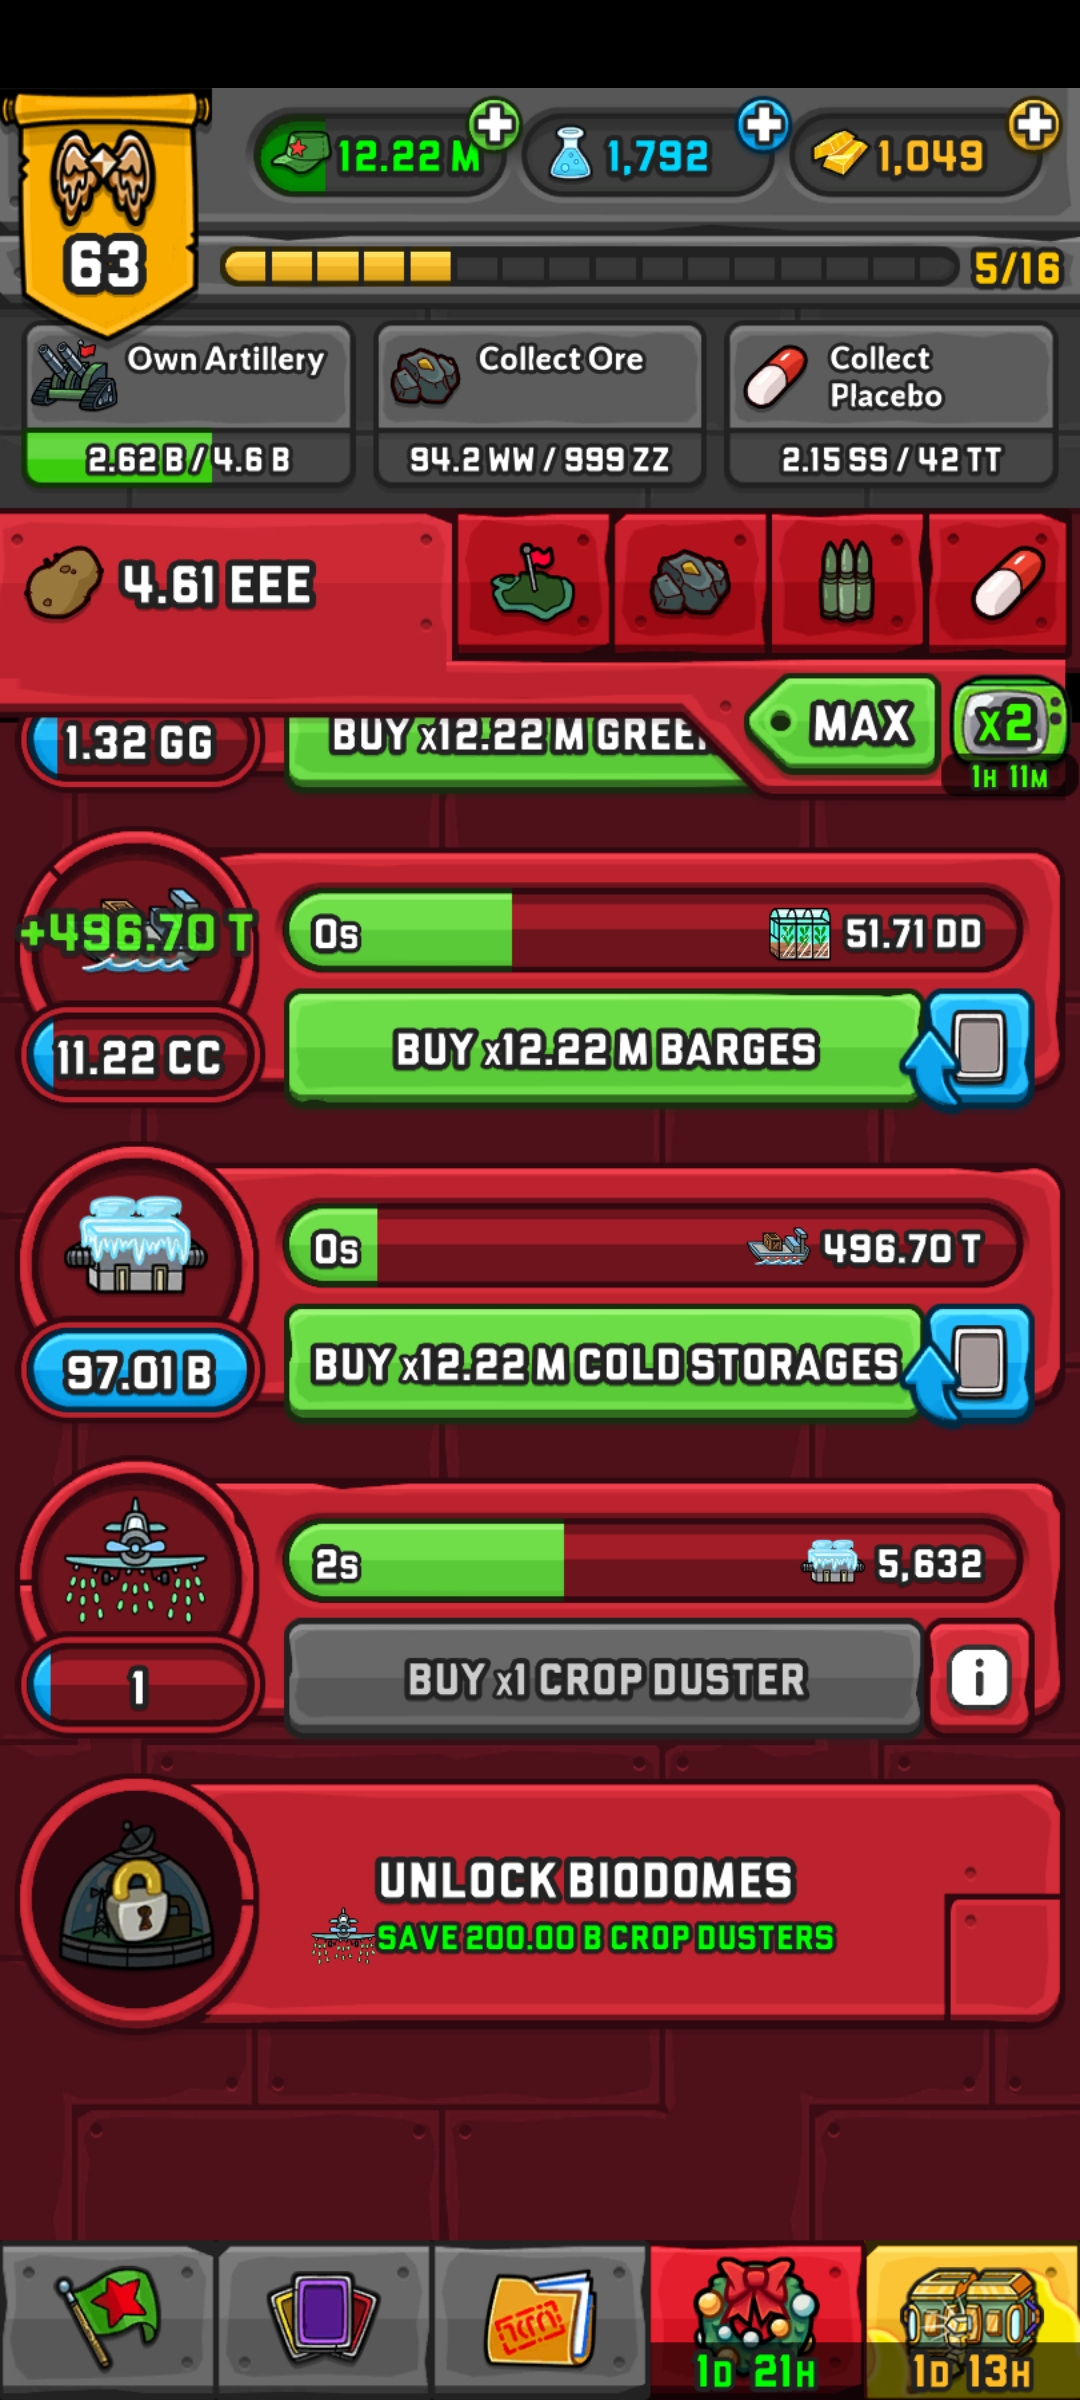 12.22 M
1,792
1,049
63
5/16
Own Artillery
Collect Ore
Collect
Placebo
2.62 B / 4.6 B
94.2 WW / 999 ZZ
2.15 SS / 42 TT
4.61 EEE
MAX
x2
1H 11M
1.32 GG
BUY x12.22 M
+496.70 T
0s
51.71 DD
11.22 CC
BUY x12.22 M BARGES
0s
496.70 T
97.01 B
BUY x12.22 M COLD STORAGES
2s
5,632
1
BUY x1 CROP DUSTER
i
UNLOCK BIODOMES
SAVE 200.00 B CROP DUSTERS
1D 21H
1D 13H